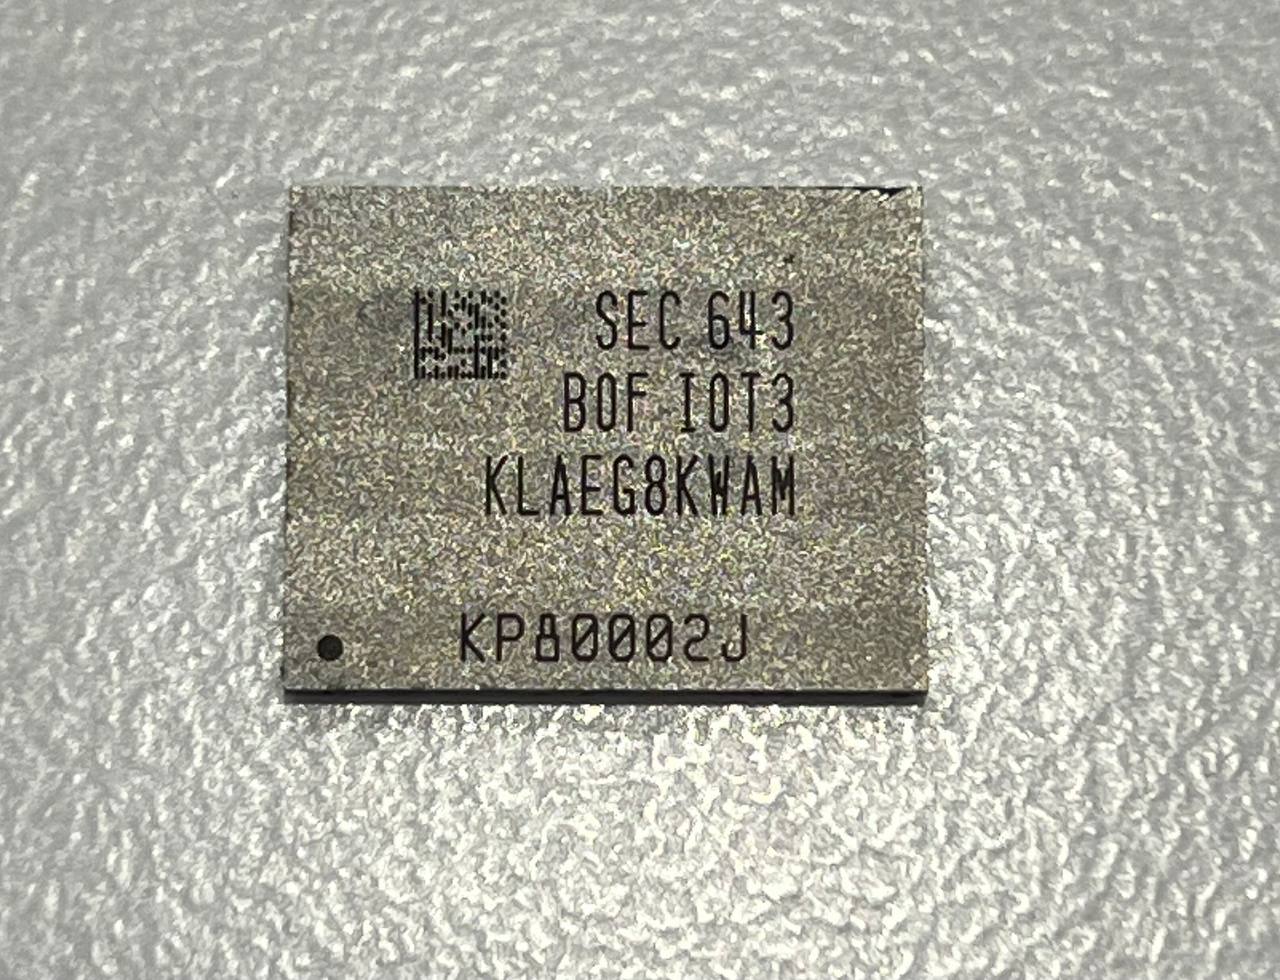 SEC 643
B0F I0T3
KLAEG8KWAM
KP80002J